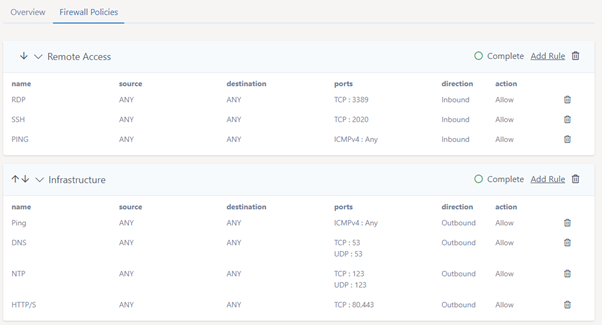 Overview Firewall Policies
Remote Access Complete Add Rule
name source destination ports direction action
RDP ANY ANY TCP : 3389 Inbound Allow
SSH ANY ANY TCP : 2020 Inbound Allow
PING ANY ANY ICMPv4 : Any Inbound Allow
Infrastructure Complete Add Rule
name source destination ports direction action
Ping ANY ANY ICMPv4 : Any Outbound Allow
DNS ANY ANY TCP : 53 Outbound Allow
UDP : 53
NTP ANY ANY TCP : 123 Outbound Allow
UDP : 123
HTTP/S ANY ANY TCP : 80,443 Outbound Allow